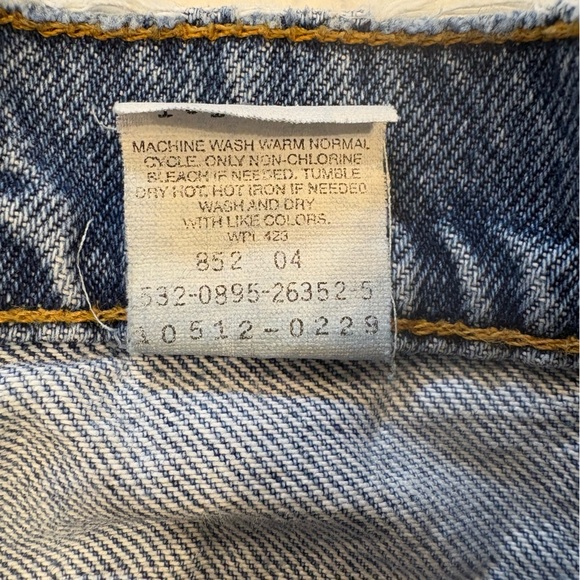 MACHINE WASH WARM NORMAL
CYCLE. ONLY NON-CHLORINE
BLEACH IF NEEDED. TUMBLE
DRY HOT. HOT IRON IF NEEDED.
WASH AND DRY
WITH LIKE COLORS.
WPL 423
852 04
532-0895-26352-5
10512-0229